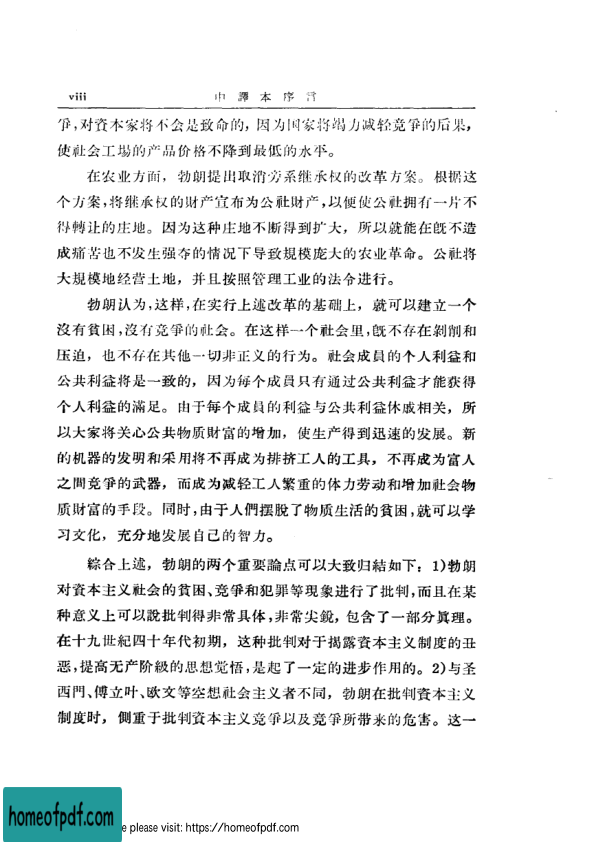 viii 中譯本序言
爭，对資本家将不会是致命的，因为国家将竭力减轻竞爭的后果，
使社会工場的产品价格不降到最低的水平。
在农业方面，勃朗提出取消旁系继承权的改革方案。根据这
个方案，将继承权的财产宣布为公社財产，以便使公社拥有一片不
得轉让的庄地。因为这种庄地不断得到扩大，所以就能在旣不造
成痛苦也不发生强夺的情况下导致規模庞大的农业革命。公社将
大規模地经营土地，并且按照管理工业的法令进行。
勃朗认为，这样，在实行上述改革的基础上，就可以建立一个
沒有貧困，沒有竞爭的社会。在这样一个社会里，旣不存在剝削和
压迫，也不存在其他一切非正义的行为。社会成員的个人利益和
公共利益将是一致的，因为每个成員只有通过公共利益才能获得
个人利益的滿足。由于每个成員的利益与公共利益休戚相关，所
以大家将关心公共物质財富的增加，使生产得到迅速的发展。新
的机器的发明和采用将不再成为排挤工人的工具，不再成为富人
之間竞爭的武器，而成为减轻工人繁重的体力劳动和增加社会物
质財富的手段。同时，由于人們摆脫了物质生活的貧困，就可以学
习文化，充分地发展自己的智力。
綜合上述，勃朗的两个重要論点可以大致归結如下：1)勃朗
对資本主义社会的貧困、竞爭和犯罪等現象进行了批判，而且在某
种意义上可以說批判得非常具体，非常尖銳，包含了一部分眞理。
在十九世紀四十年代初期，这种批判对于揭露資本主义制度的丑
恶，提高无产阶級的思想觉悟，是起了一定的进步作用的。2)与圣
西門、傅立叶、欧文等空想社会主义者不同，勃朗在批判資本主义
制度时，側重于批判資本主义竞爭以及竞爭所带来的危害。这一
homeofpdf.com
e please visit: https://homeofpdf.com